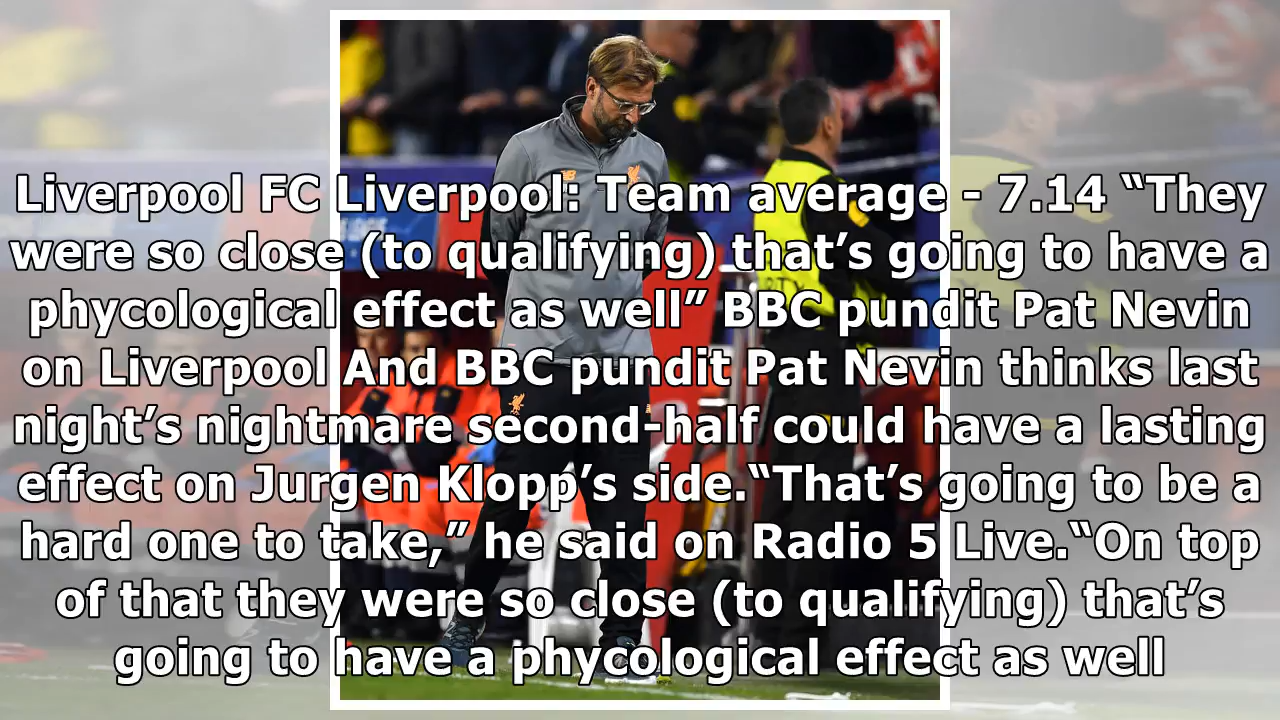 Liverpool FC Liverpool: Team average - 7.14 “They
were so close (to qualifying) that’s going to have a
phycological effect as well” BBC pundit Pat Nevin
on Liverpool And BBC pundit Pat Nevin thinks last
night’s nightmare second-half could have a lasting
effect on Jurgen Klopp’s side.“That’s going to be a
hard one to take,” he said on Radio 5 Live.“On top
of that they were so close (to qualifying) that’s
going to have a phycological effect as well